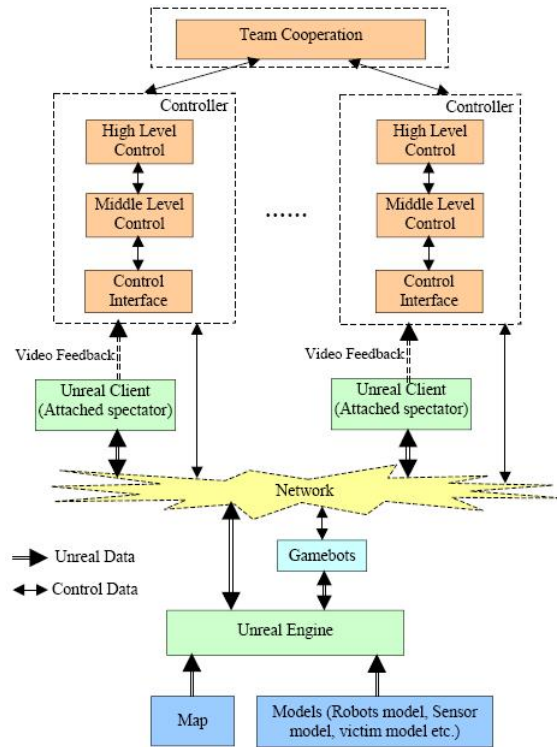 Team Cooperation
Controller
High Level
Control
Middle Level
Control
Control
Interface
......
Controller
High Level
Control
Middle Level
Control
Control
Interface
Video Feedback
Unreal Client
(Attached spectator)
Video Feedback
Unreal Client
(Attached spectator)
Network
Gamebots
Unreal Data
Control Data
Unreal Engine
Map
Models (Robots model, Sensor
model, victim model etc.)